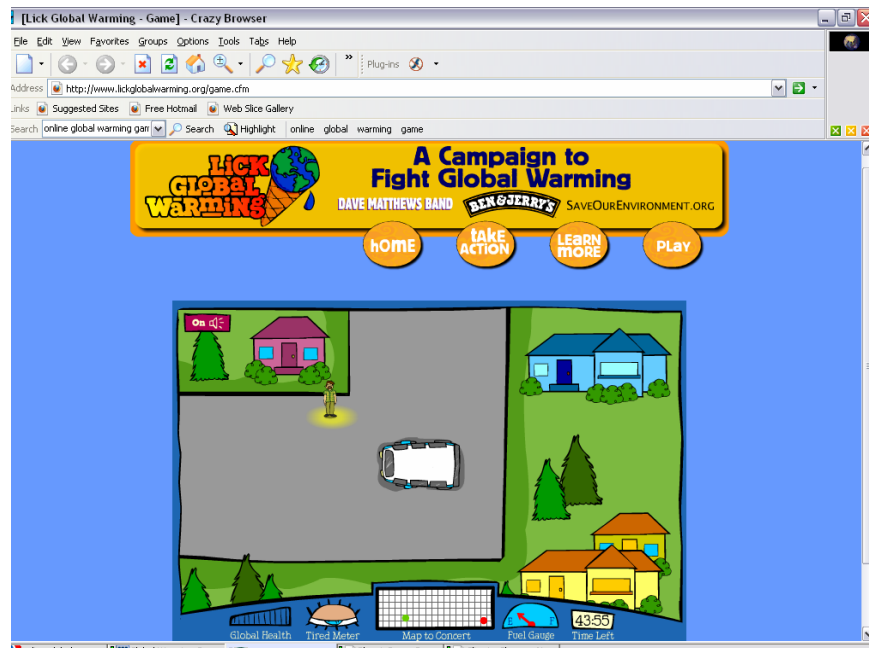 [Lick Global Warming - Game] - Crazy Browser
File Edit View Favorites Groups Options Tools Tabs Help
» Plug-ins
Address http://www.lickglobalwarming.org/game.cfm
Links Suggested Sites Free Hotmail Web Slice Gallery
Search online global warming gam Search Highlight online global warming game
LiCK
GLOBAL
WARMING
A Campaign to
Fight Global Warming
DAVE MATTHEWS BAND BEN & JERRY'S SAVEOURENVIRONMENT.ORG
HOME TAKE ACTION LEARN MORE PLAY
On
E F 43:55
Global Health Tired Meter Map to Concert Fuel Gauge Time Left